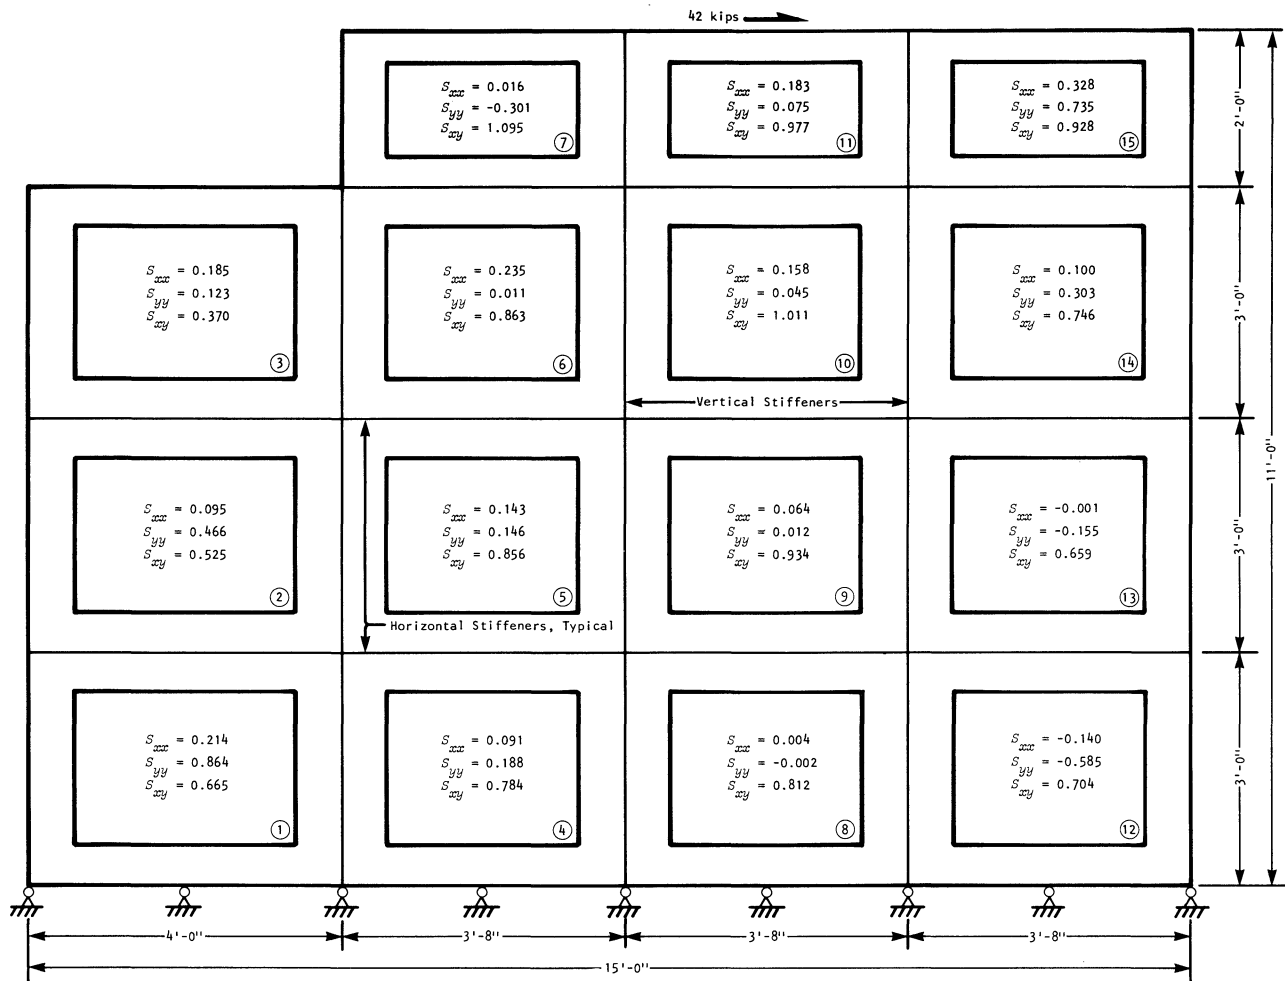 42 kips
S_xx = 0.016
S_yy = -0.301
S_xy = 1.095
7
S_xx = 0.183
S_yy = 0.075
S_xy = 0.977
11
S_xx = 0.328
S_yy = 0.735
S_xy = 0.928
15
2'-0"
S_xx = 0.185
S_yy = 0.123
S_xy = 0.370
3
S_xx = 0.235
S_yy = 0.011
S_xy = 0.863
6
S_xx = 0.158
S_yy = 0.045
S_xy = 1.011
10
S_xx = 0.100
S_yy = 0.303
S_xy = 0.746
14
3'-0"
Vertical Stiffeners
11'-0"
S_xx = 0.095
S_yy = 0.466
S_xy = 0.525
2
S_xx = 0.143
S_yy = 0.146
S_xy = 0.856
5
S_xx = 0.064
S_yy = 0.012
S_xy = 0.934
9
S_xx = -0.001
S_yy = -0.155
S_xy = 0.659
13
3'-0"
Horizontal Stiffeners, Typical
S_xx = 0.214
S_yy = 0.864
S_xy = 0.665
1
S_xx = 0.091
S_yy = 0.188
S_xy = 0.784
4
S_xx = 0.004
S_yy = -0.002
S_xy = 0.812
8
S_xx = -0.140
S_yy = -0.585
S_xy = 0.704
12
3'-0"
4'-0"
3'-8"
3'-8"
3'-8"
15'-0"